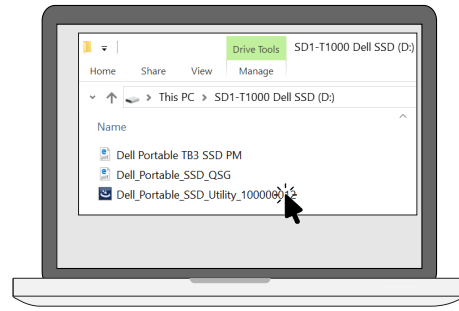 Drive Tools SD1-T1000 Dell SSD (D:)
Home Share View Manage
This PC > SD1-T1000 Dell SSD (D:)
Name
Dell Portable TB3 SSD PM
Dell_Portable_SSD_QSG
Dell_Portable_SSD_Utility_100000012